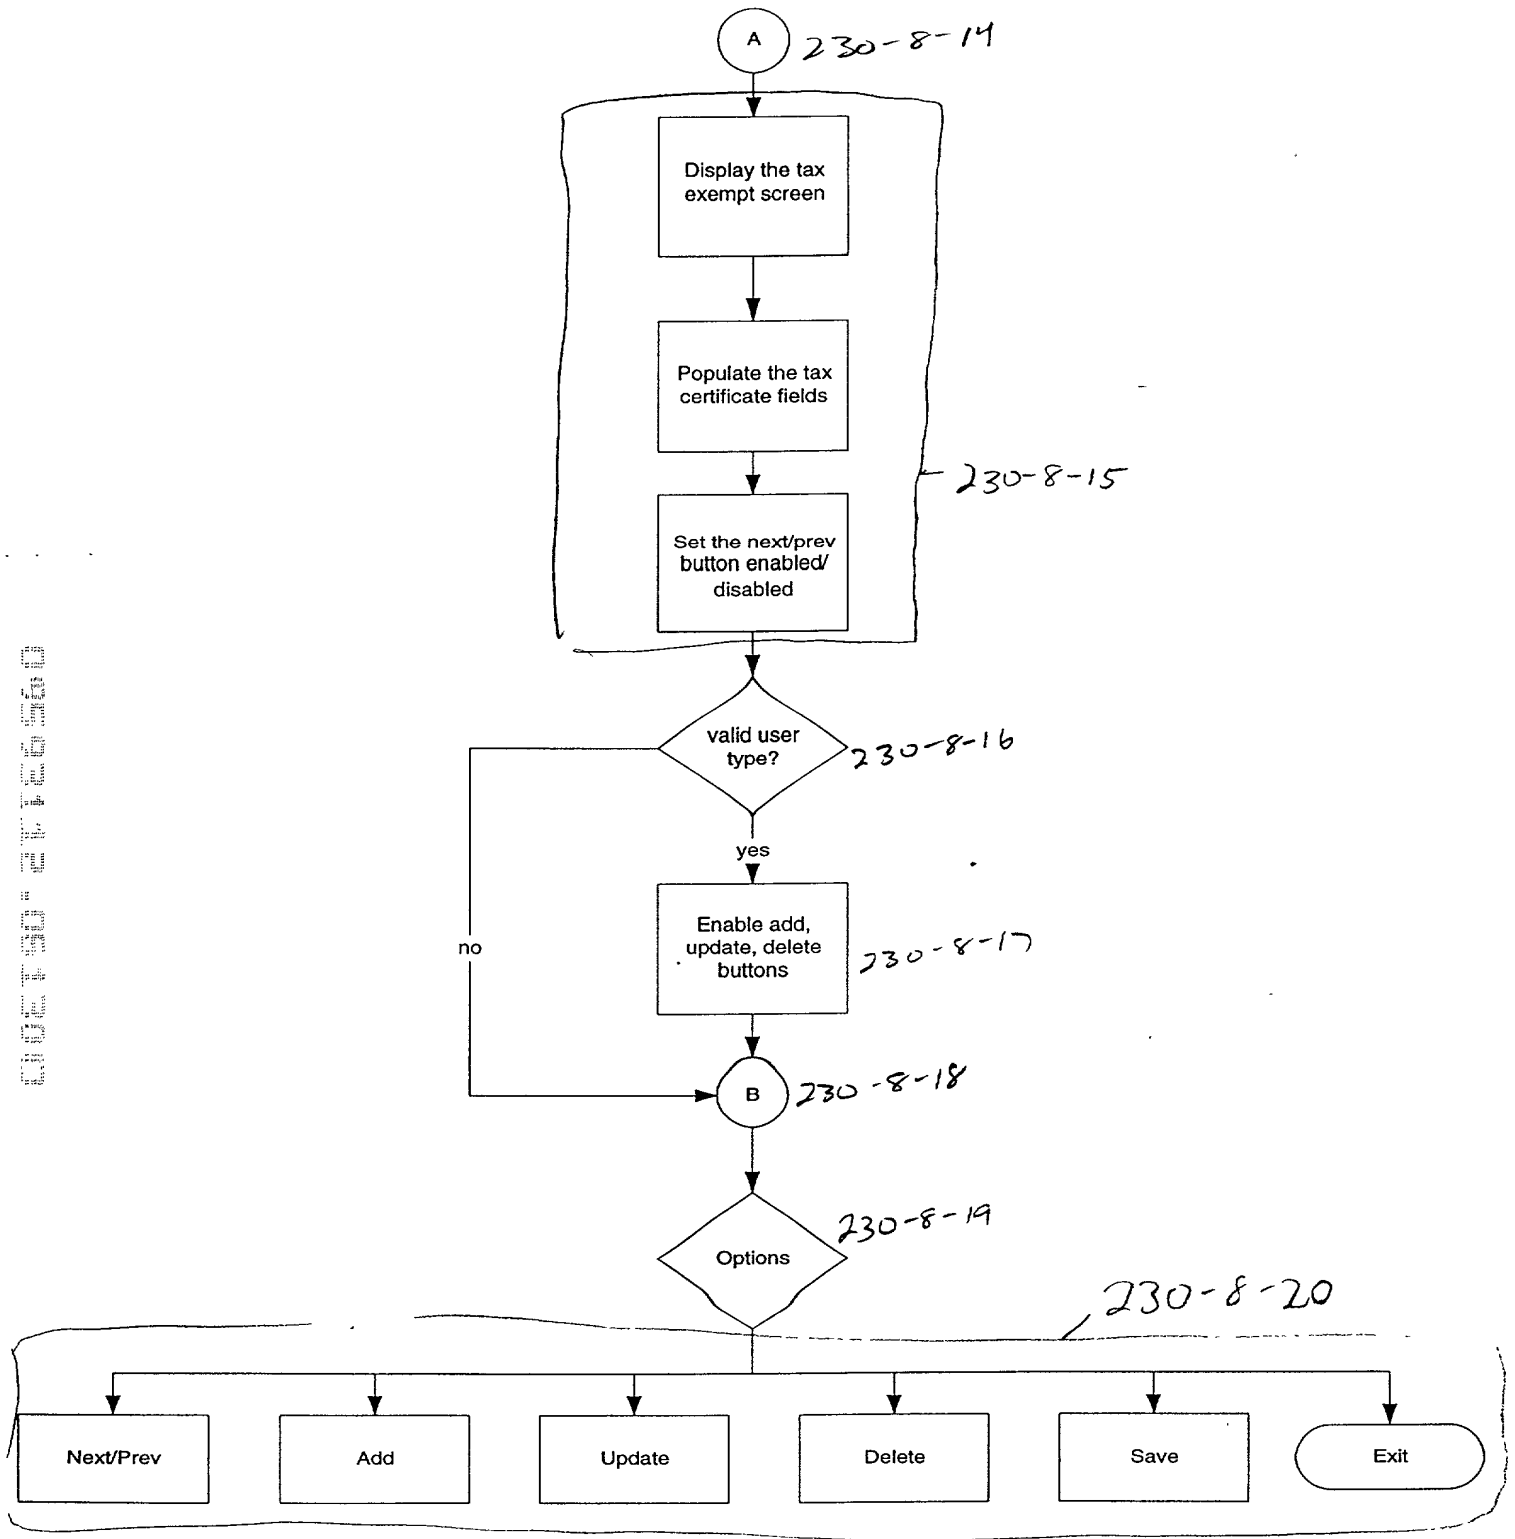 A
230-8-14
Display the tax
exempt screen
Populate the tax
certificate fields
230-8-15
Set the next/prev
button enabled/
disabled
valid user
type?
230-8-16
yes
Enable add,
update, delete
buttons
230-8-17
no
B
230-8-18
230-8-19
Options
230-8-20
Next/Prev
Add
Update
Delete
Save
Exit